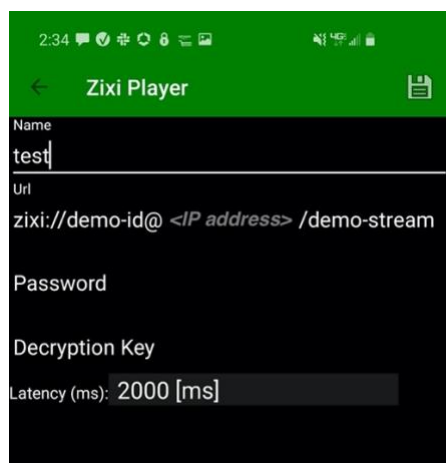 2:34
Zixi Player
Name
test
Url
zixi://demo-id@ <IP address> /demo-stream
Password
Decryption Key
Latency (ms): 2000 [ms]